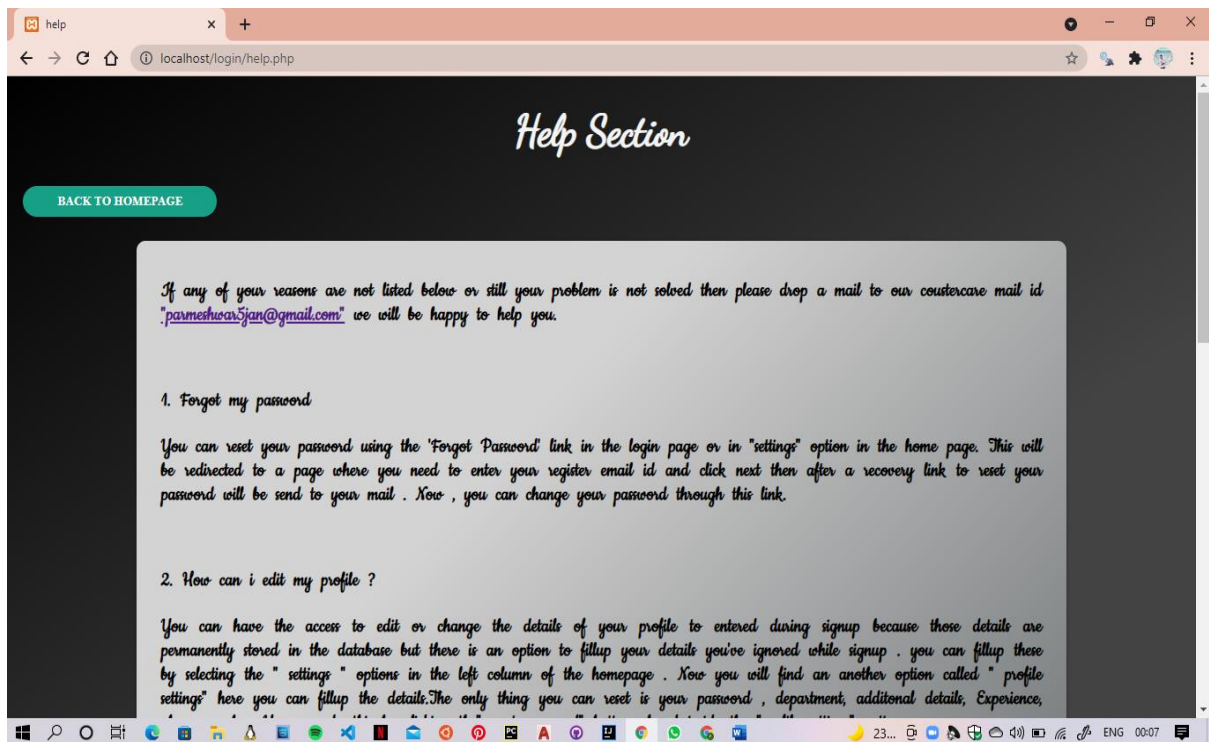 help
localhost/login/help.php
Help Section
BACK TO HOMEPAGE
If any of your reasons are not listed below or still your problem is not solved then please drop a mail to our coustercare mail id
"parmeshwar5jan@gmail.com" we will be happy to help you.
1. Forgot my password
You can reset your password using the 'Forgot Password' link in the login page or in "settings" option in the home page. This will
be redirected to a page where you need to enter your register email id and click next then after a recovery link to reset your
password will be send to your mail . Now , you can change your password through this link.
2. How can i edit my profile ?
You can have the access to edit or change the details of your profile to entered during signup because those details are
permanently stored in the database but there is an option to fillup your details you've ignored while signup . you can fillup these
by selecting the " settings " options in the left column of the homepage . Now you will find an another option called " profile
settings" here you can fillup the details.The only thing you can reset is your password , department, additonal details, Experience,
23... ENG 00:07